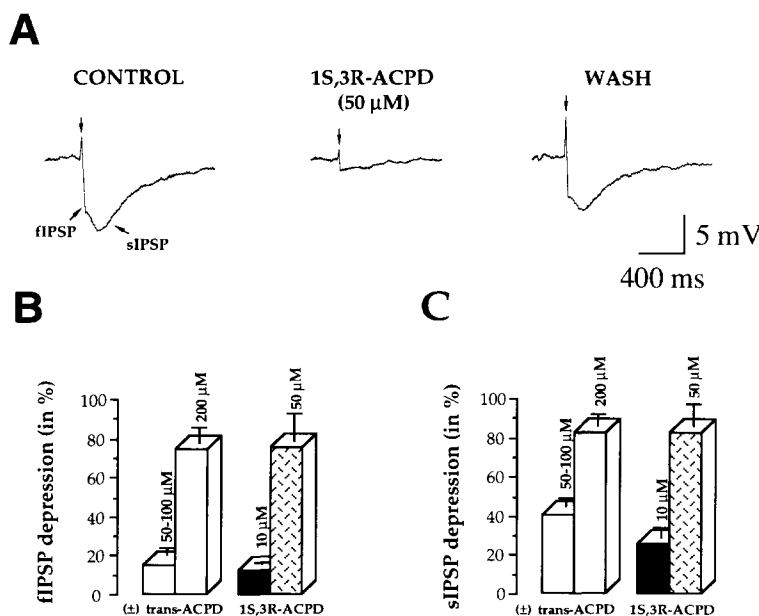 A
CONTROL
1S,3R-ACPD
(50 µM)
WASH
fIPSP
sIPSP
5 mV
400 ms
B
fIPSP depression (in %)
100
80
60
40
20
0
50-100 µM
200 µM
10 µM
50 µM
(±) trans-ACPD
1S,3R-ACPD
C
sIPSP depression (in %)
100
80
60
40
20
0
50-100 µM
200 µM
10 µM
50 µM
(±) trans-ACPD
1S,3R-ACPD